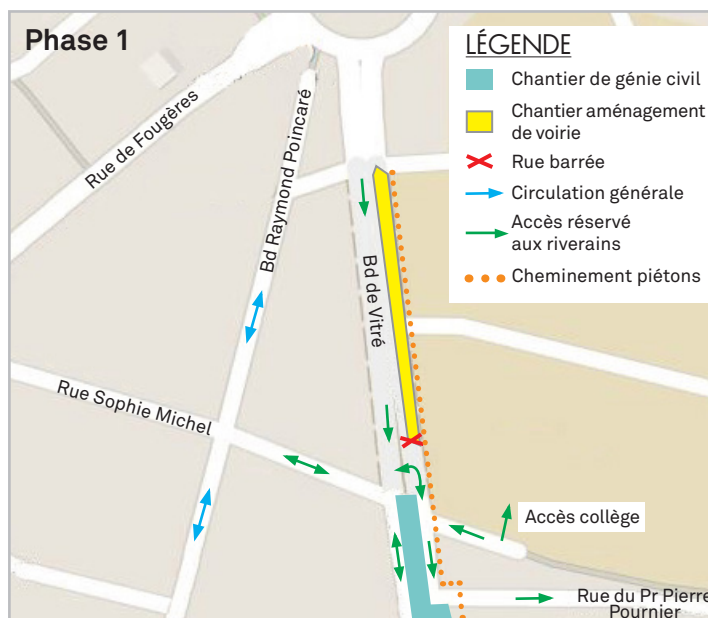 Phase 1
LÉGENDE
Chantier de génie civil
Chantier aménagement
de voirie
Rue barrée
Circulation générale
Accès réservé
aux riverains
Cheminement piétons
Rue de Fougères
Bd Raymond Poincaré
Bd de Vitré
Rue Sophie Michel
Accès collège
Rue du Pr Pierre
Pournier